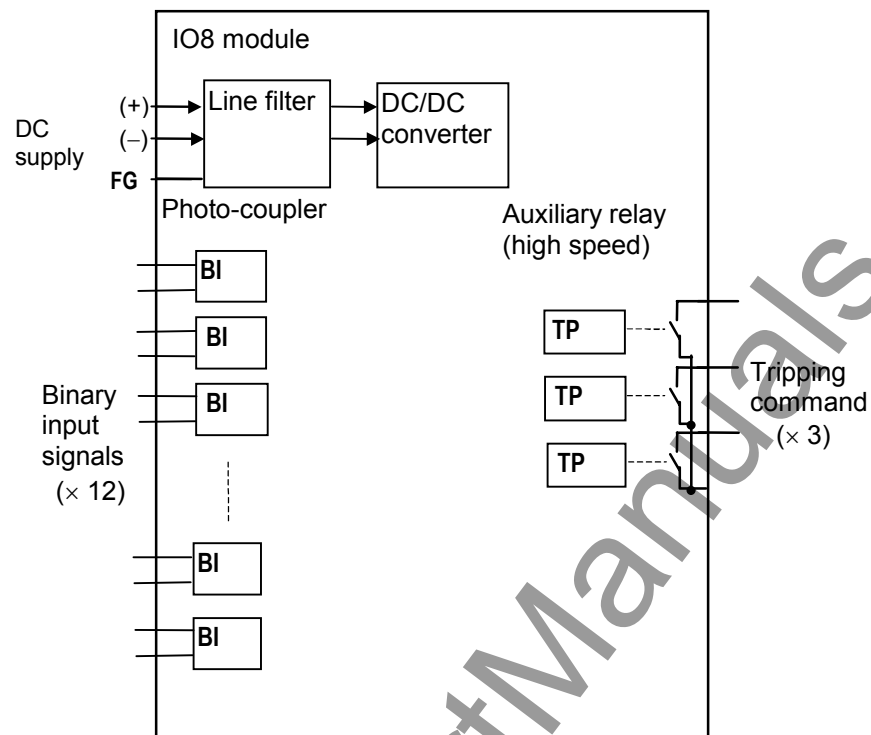 IO8 module
DC
supply
(+)
(−)
FG
Line filter
DC/DC
converter
Photo-coupler
Auxiliary relay
(high speed)
BI
BI
BI
BI
BI
Binary
input
signals
(× 12)
TP
TP
TP
Tripping
command
(× 3)
rtManuals